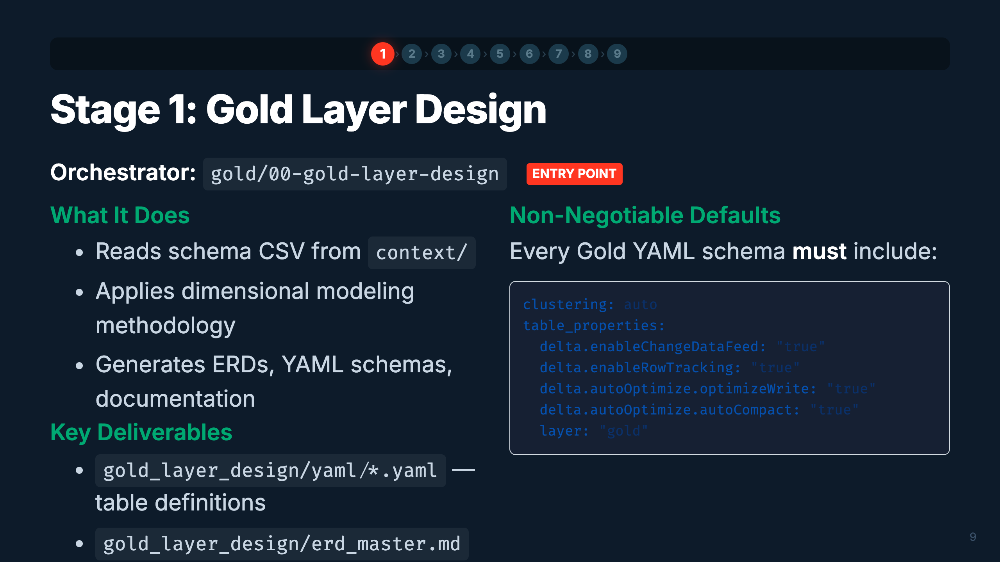 1 › 2 › 3 › 4 › 5 › 6 › 7 › 8 › 9
Stage 1: Gold Layer Design
Orchestrator: gold/00-gold-layer-design ENTRY POINT
What It Does
• Reads schema CSV from context/
• Applies dimensional modeling
methodology
• Generates ERDs, YAML schemas,
documentation
Key Deliverables
• gold_layer_design/yaml/*.yaml —
table definitions
• gold_layer_design/erd_master.md
Non-Negotiable Defaults
Every Gold YAML schema must include:
clustering: auto
table_properties:
  delta.enableChangeDataFeed: "true"
  delta.enableRowTracking: "true"
  delta.autoOptimize.optimizeWrite: "true"
  delta.autoOptimize.autoCompact: "true"
  layer: "gold"
9